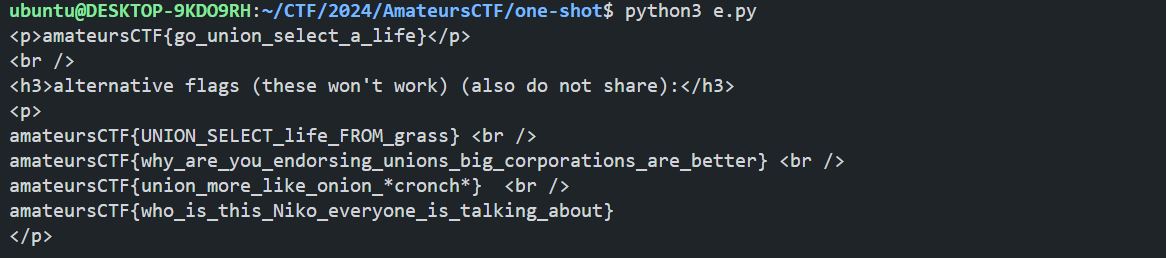 ubuntu@DESKTOP-9KDO9RH:~/CTF/2024/AmateursCTF/one-shot$ python3 e.py
<p>amateursCTF{go_union_select_a_life}</p>
<br />
<h3>alternative flags (these won't work) (also do not share):</h3>
<p>
amateursCTF{UNION_SELECT_life_FROM_grass} <br />
amateursCTF{why_are_you_endorsing_unions_big_corporations_are_better} <br />
amateursCTF{union_more_like_onion_*cronch*}  <br />
amateursCTF{who_is_this_Niko_everyone_is_talking_about}
</p>